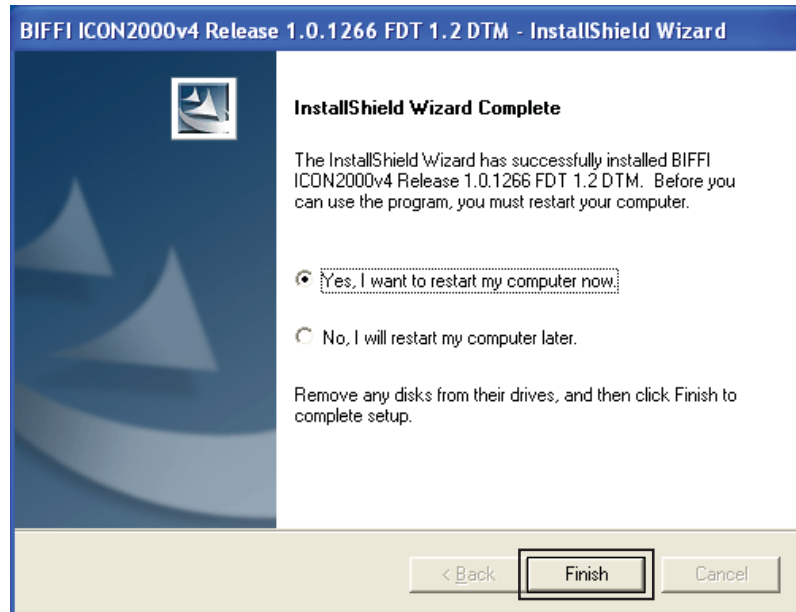 BIFFI ICON2000v4 Release 1.0.1266 FDT 1.2 DTM - InstallShield Wizard
InstallShield Wizard Complete
The InstallShield Wizard has successfully installed BIFFI
ICON2000v4 Release 1.0.1266 FDT 1.2 DTM. Before you
can use the program, you must restart your computer.
Yes, I want to restart my computer now.
No, I will restart my computer later.
Remove any disks from their drives, and then click Finish to
complete setup.
< Back
Finish
Cancel